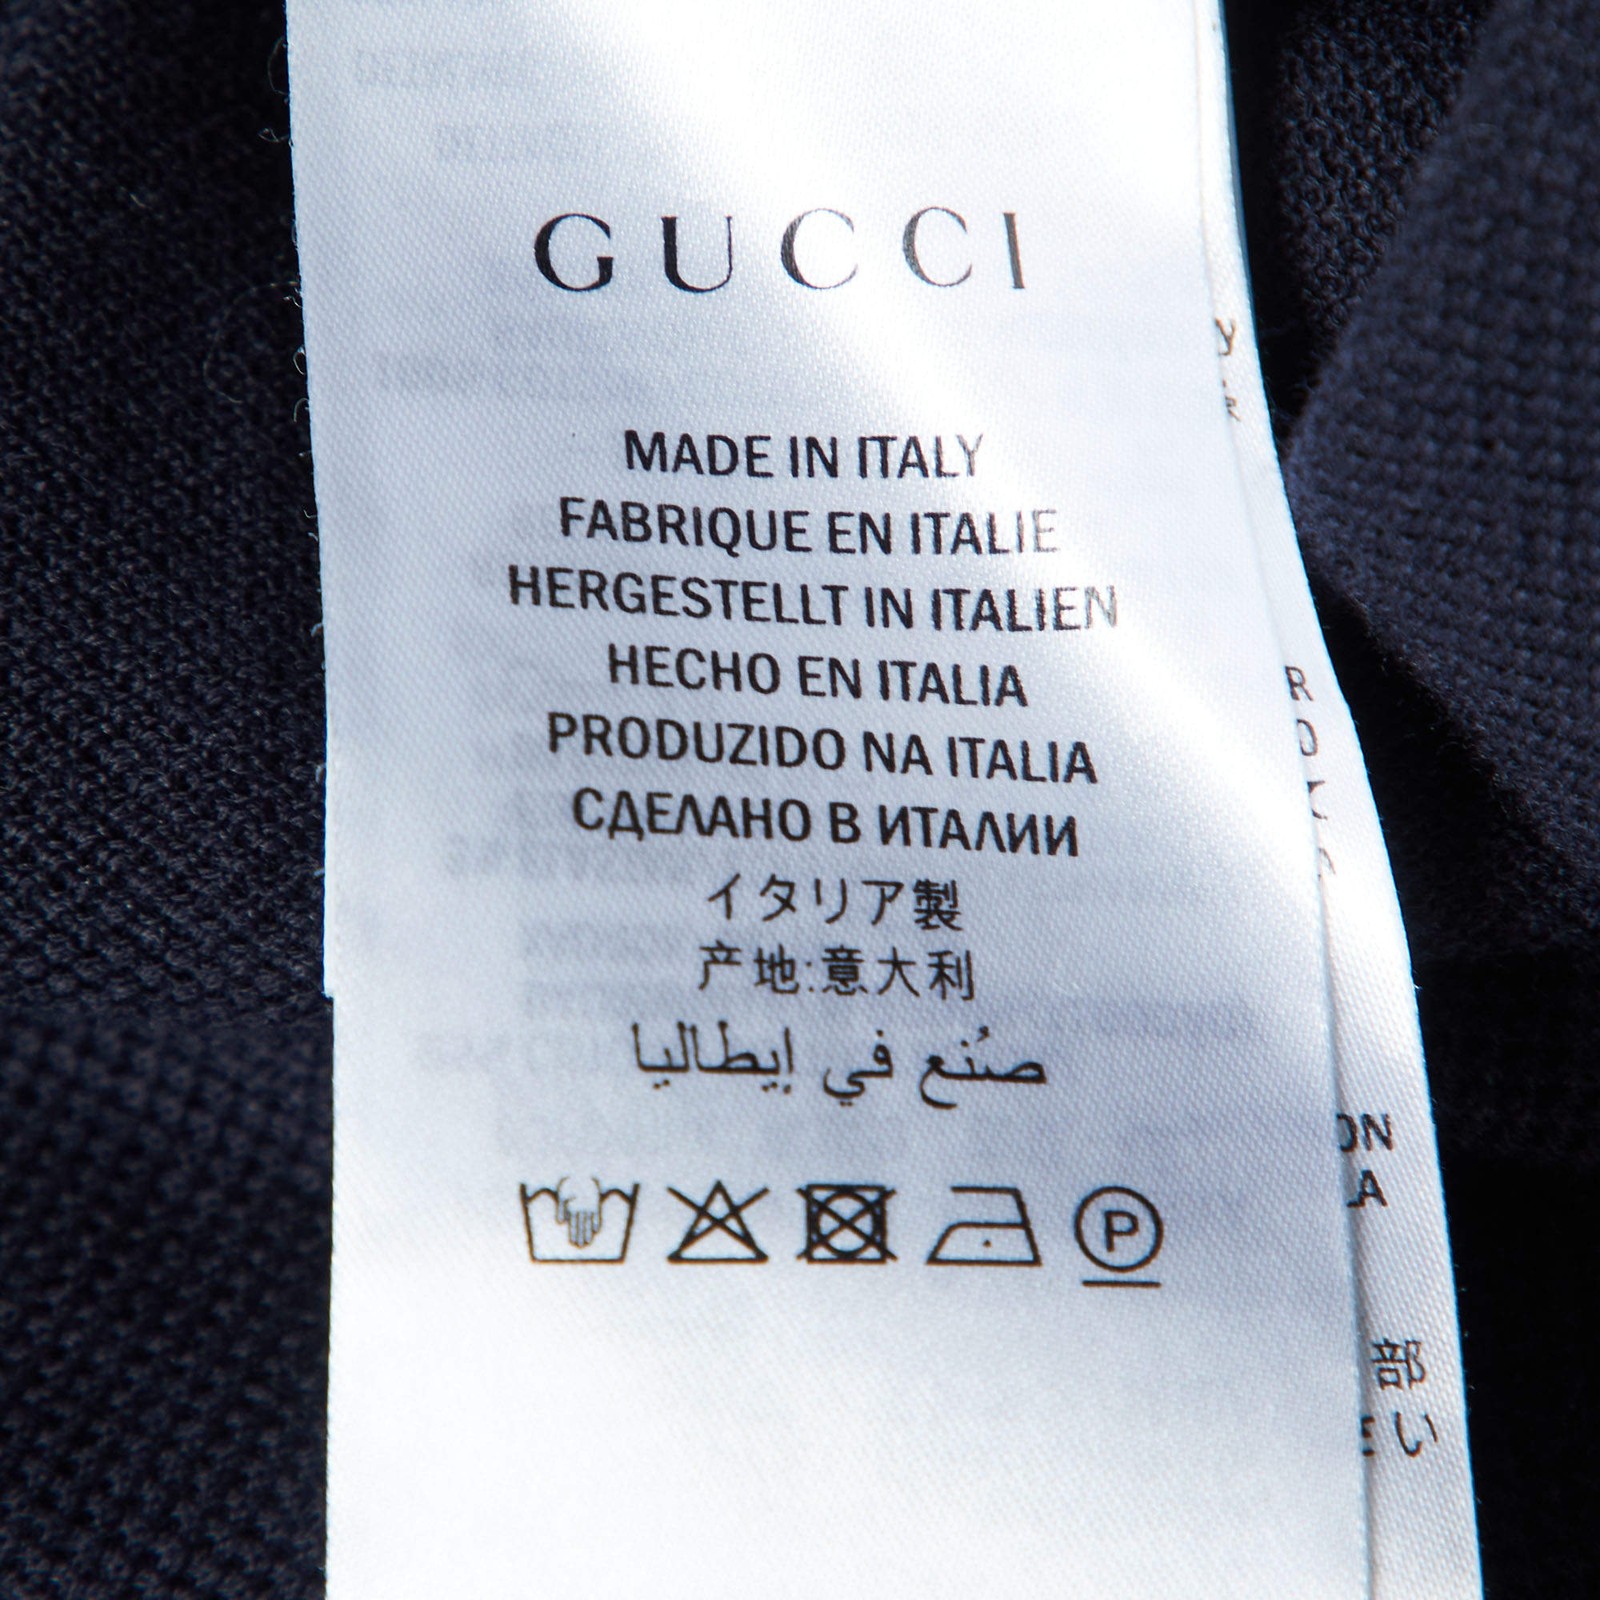 GUCCI
MADE IN ITALY
FABRIQUE EN ITALIE
HERGESTELLT IN ITALIEN
HECHO EN ITALIA
PRODUZIDO NA ITALIA
СДЕЛАНО В ИТАЛИИ
イタリア製
产地:意大利
صُنع في إيطاليا
P